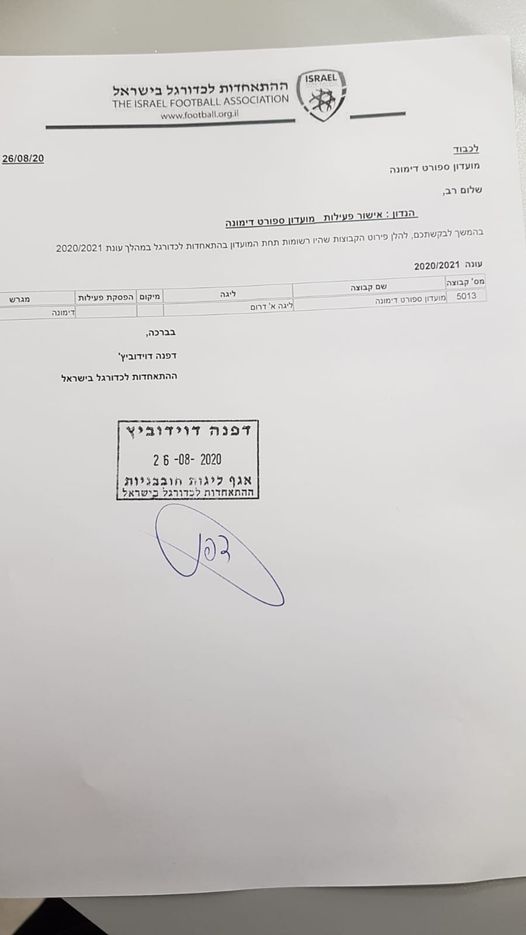 ההתאחדות לכדורגל בישראל
THE ISRAEL FOOTBALL ASSOCIATION
www.football.org.il
ISRAEL
26/08/20
לכבוד
מועדון ספורט דימונה
שלום רב,
הנדון : אישור פעילות מועדון ספורט דימונה
בהמשך לבקשתכם, להלן פירוט הקבוצות שהיו רשומות תחת המועדון בהתאחדות לכדורגל במהלך עונת 2020/2021
עונה 2020/2021
מס' קבוצה שם קבוצה ליגה מיקום הפסקת פעילות מגרש
5013 מועדון ספורט דימונה ליגה א' דרום דימונה
בברכה,
דפנה דוידוביץ'
ההתאחדות לכדורגל בישראל
דפנה דוידוביץ
26-08-2020
אגף ליגות חובבניות
ההתאחדות לכדורגל בישראל
דפנ